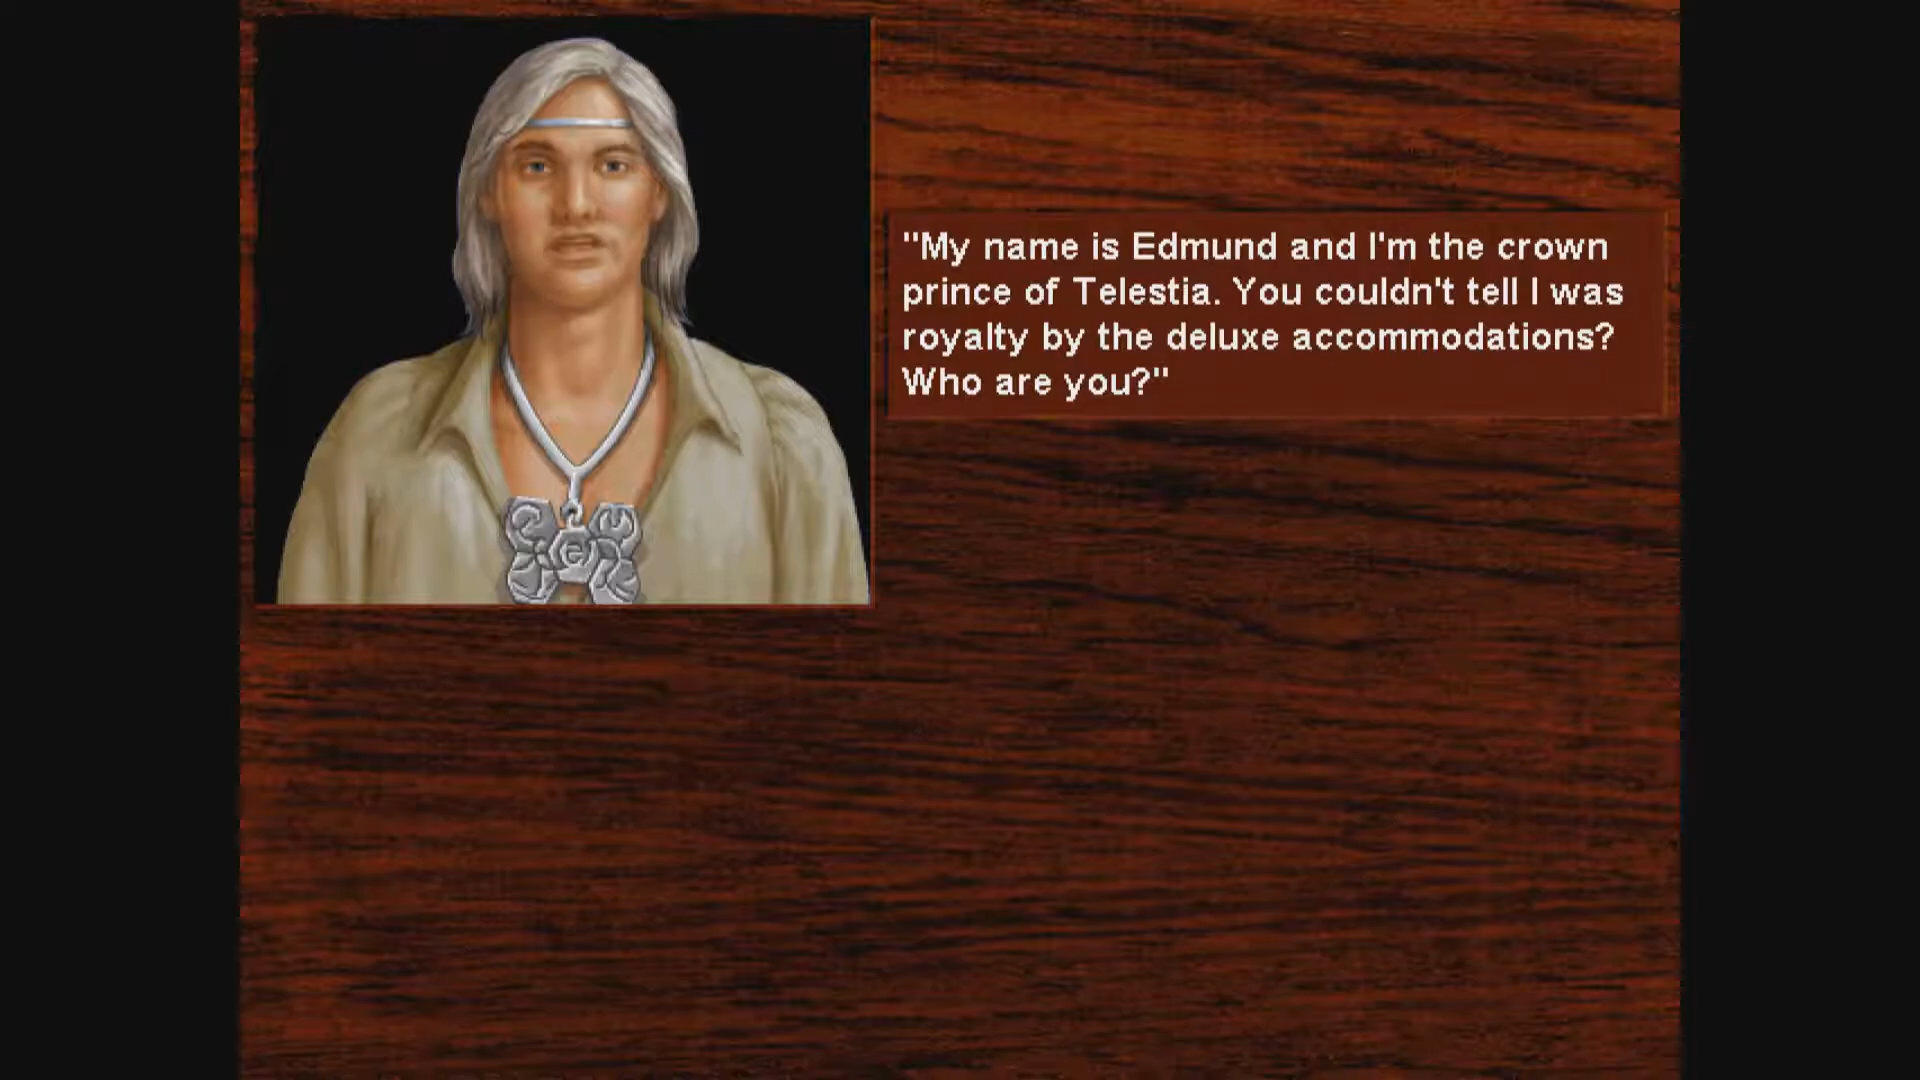 "My name is Edmund and I'm the crown
prince of Telestia. You couldn't tell I was
royalty by the deluxe accommodations?
Who are you?"